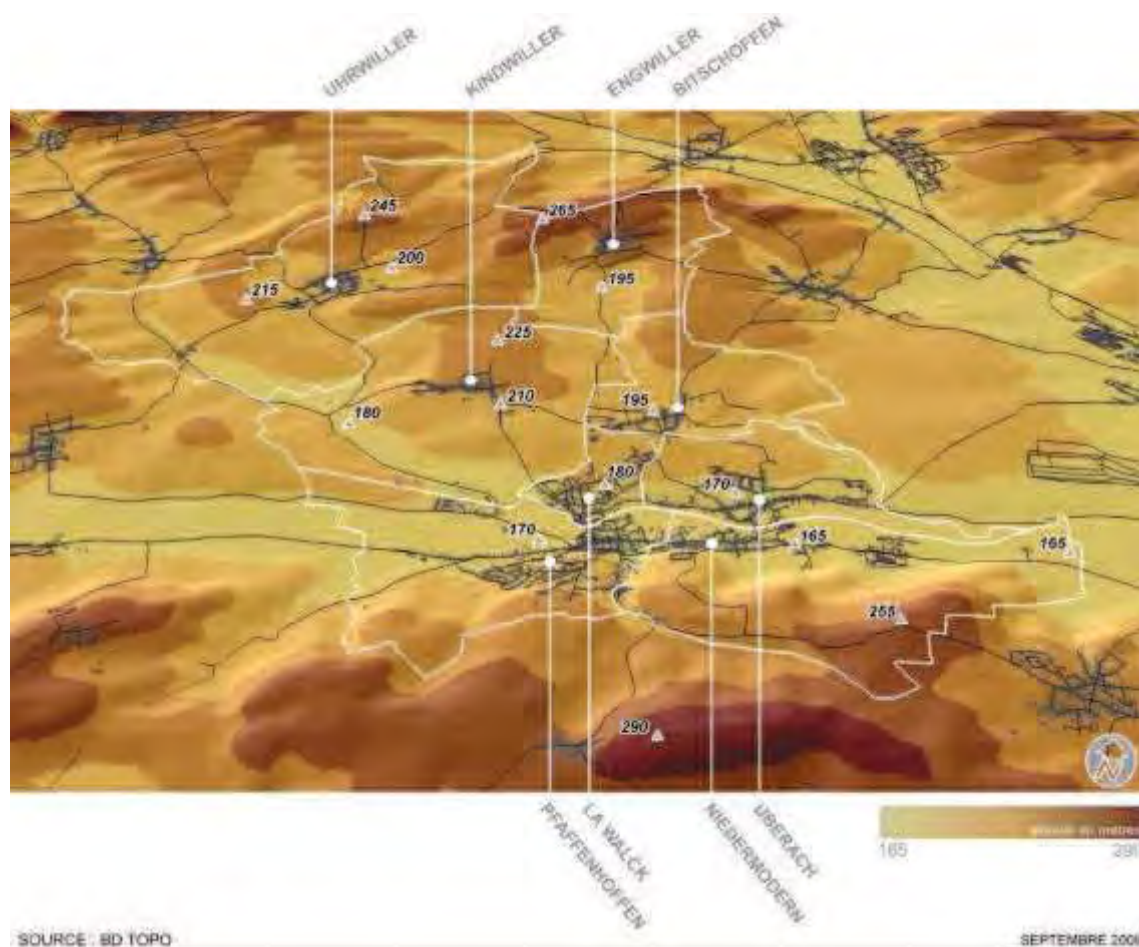 UHRWILLER
KINDWILLER
ENGWILLER
BITSCHOFFEN
245
265
200
215
195
225
210
195
180
180
170
170
165
165
255
290
PFAFFENHOFFEN
LA WALCK
NIEDERMODERN
UBERACH
165
SOURCE : BD TOPO
SEPTEMBRE